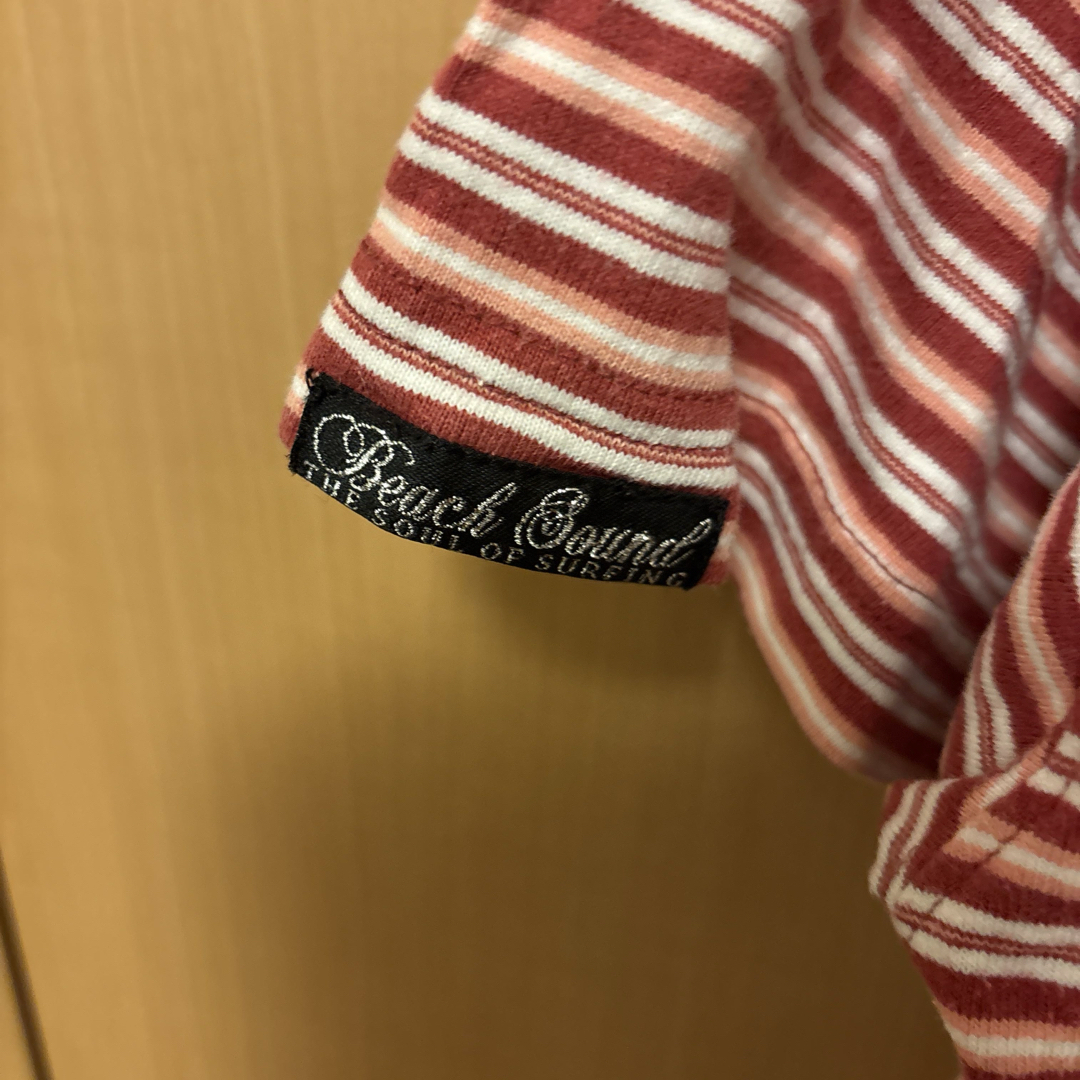 Beach Sound
THE SOUL OF SURFING